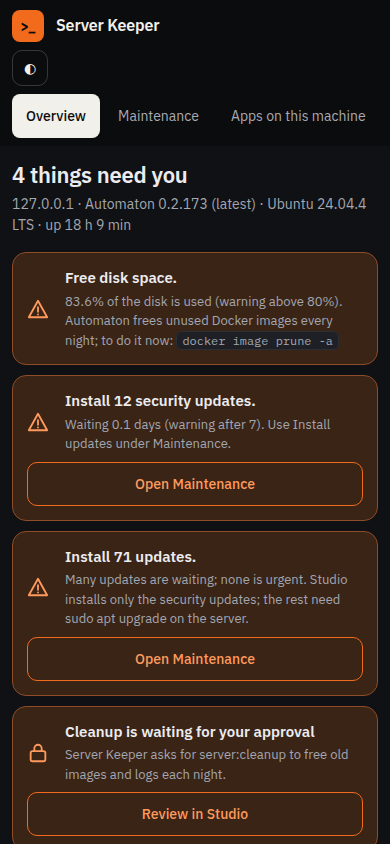 >_ Server Keeper
Overview Maintenance Apps on this machine
4 things need you
127.0.0.1 · Automaton 0.2.173 (latest) · Ubuntu 24.04.4
LTS · up 18 h 9 min
Free disk space.
83.6% of the disk is used (warning above 80%).
Automaton frees unused Docker images every
night; to do it now: docker image prune -a
Install 12 security updates.
Waiting 0.1 days (warning after 7). Use Install
updates under Maintenance.
Open Maintenance
Install 71 updates.
Many updates are waiting; none is urgent. Studio
installs only the security updates; the rest need
sudo apt upgrade on the server.
Open Maintenance
Cleanup is waiting for your approval
Server Keeper asks for server:cleanup to free old
images and logs each night.
Review in Studio